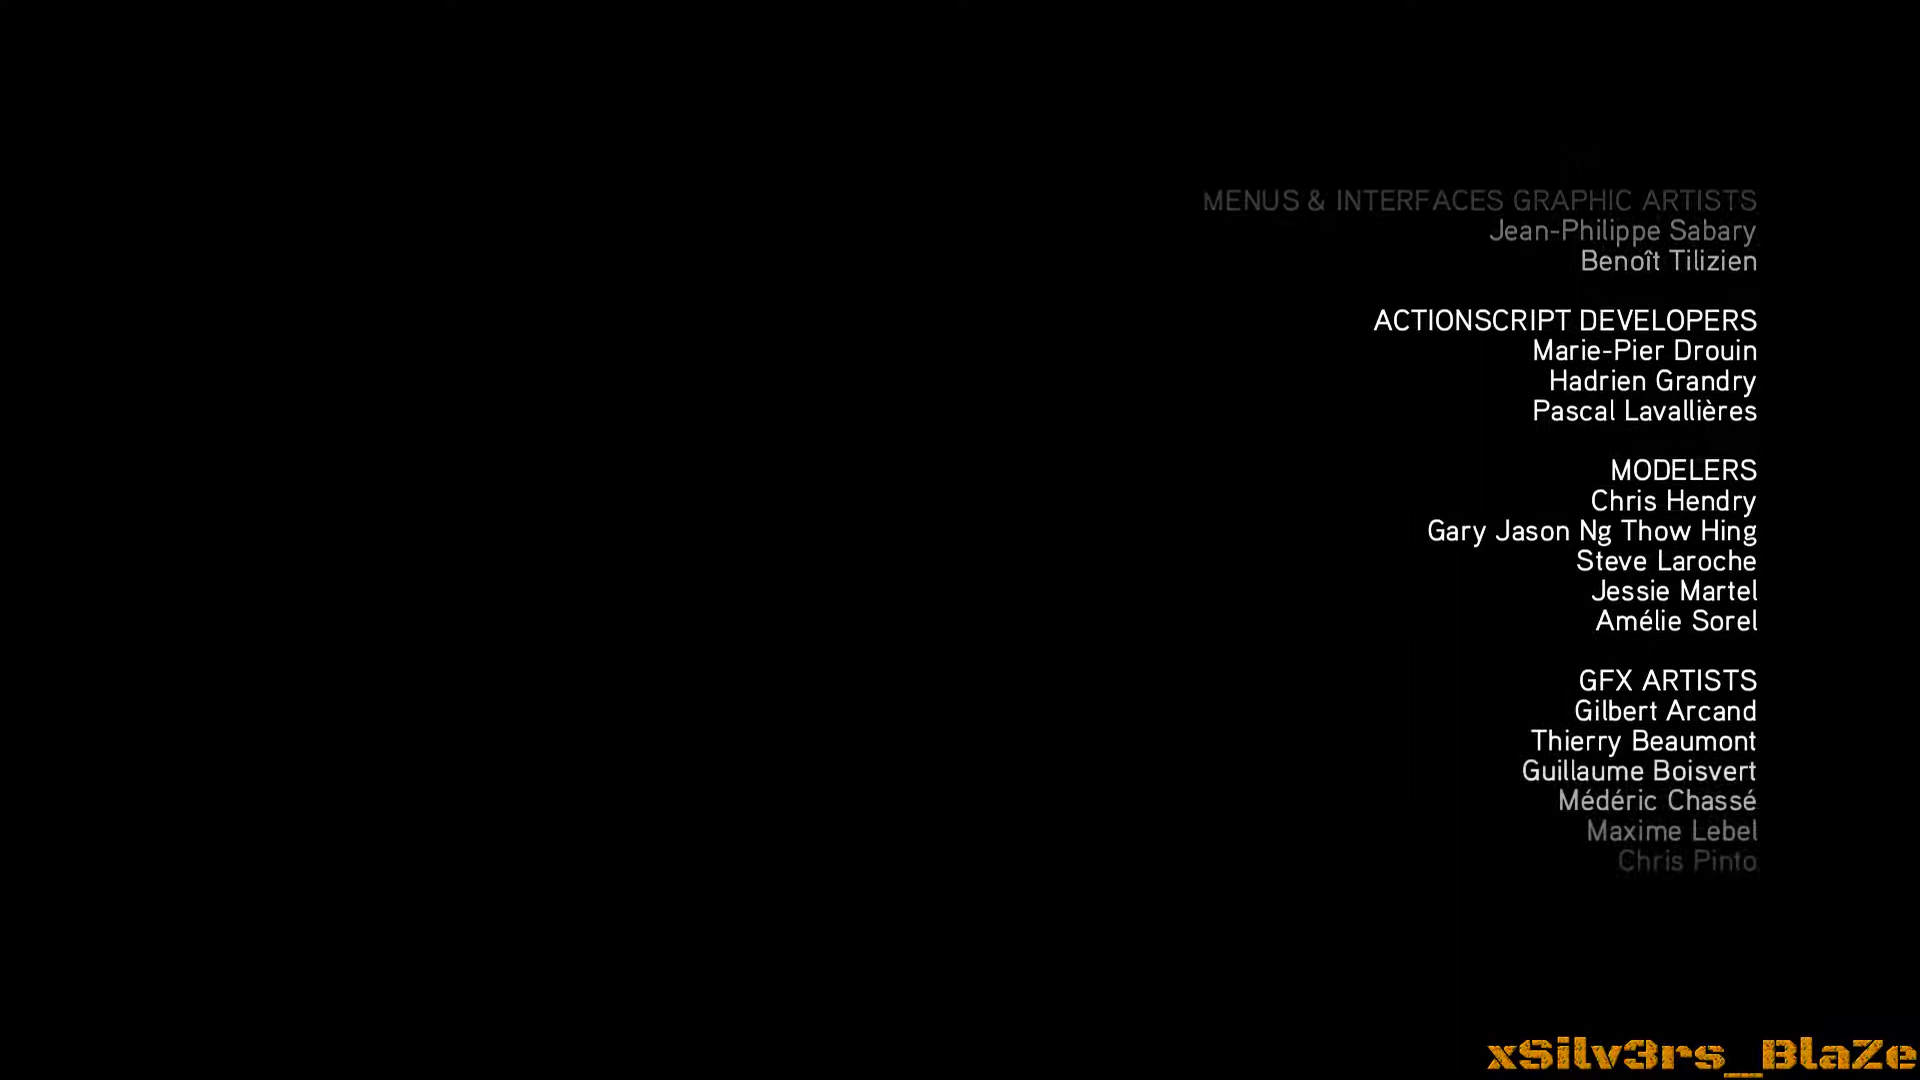 MENUS & INTERFACES GRAPHIC ARTISTS
Jean-Philippe Sabary
Benoît Tilizien
ACTIONSCRIPT DEVELOPERS
Marie-Pier Drouin
Hadrien Grandry
Pascal Lavallières
MODELERS
Chris Hendry
Gary Jason Ng Thow Hing
Steve Laroche
Jessie Martel
Amélie Sorel
GFX ARTISTS
Gilbert Arcand
Thierry Beaumont
Guillaume Boisvert
Médéric Chassé
Maxime Lebel
Chris Pinto
xSilv3rs_BlaZe